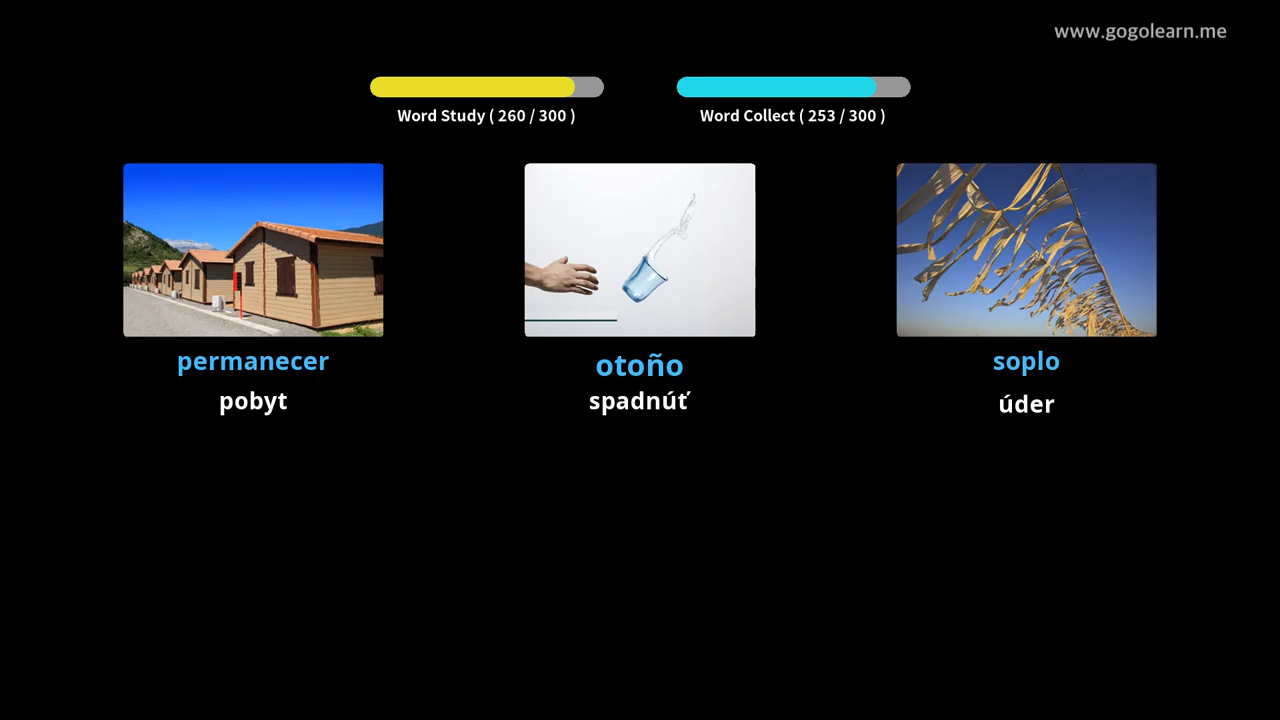 www.gogolearn.me
Word Study ( 260 / 300 )
Word Collect ( 253 / 300 )
permanecer
pobyt
otoño
spadnúť
soplo
úder